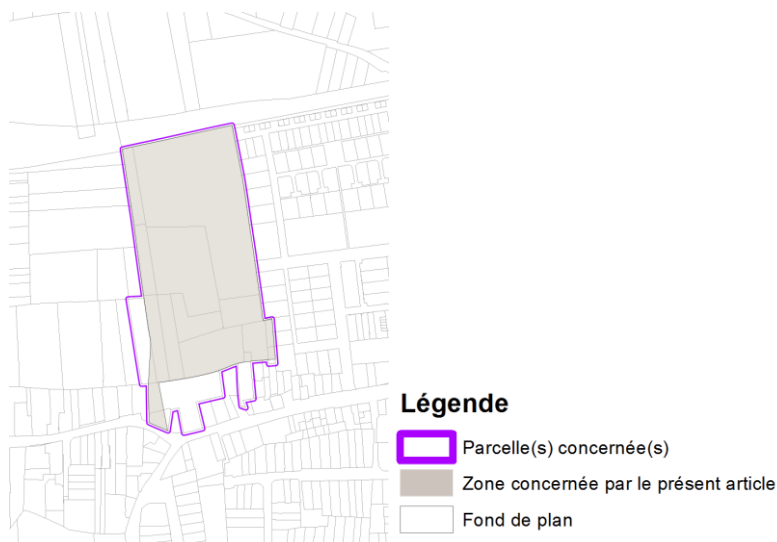 Légende
Parcelle(s) concernée(s)
Zone concernée par le présent article
Fond de plan